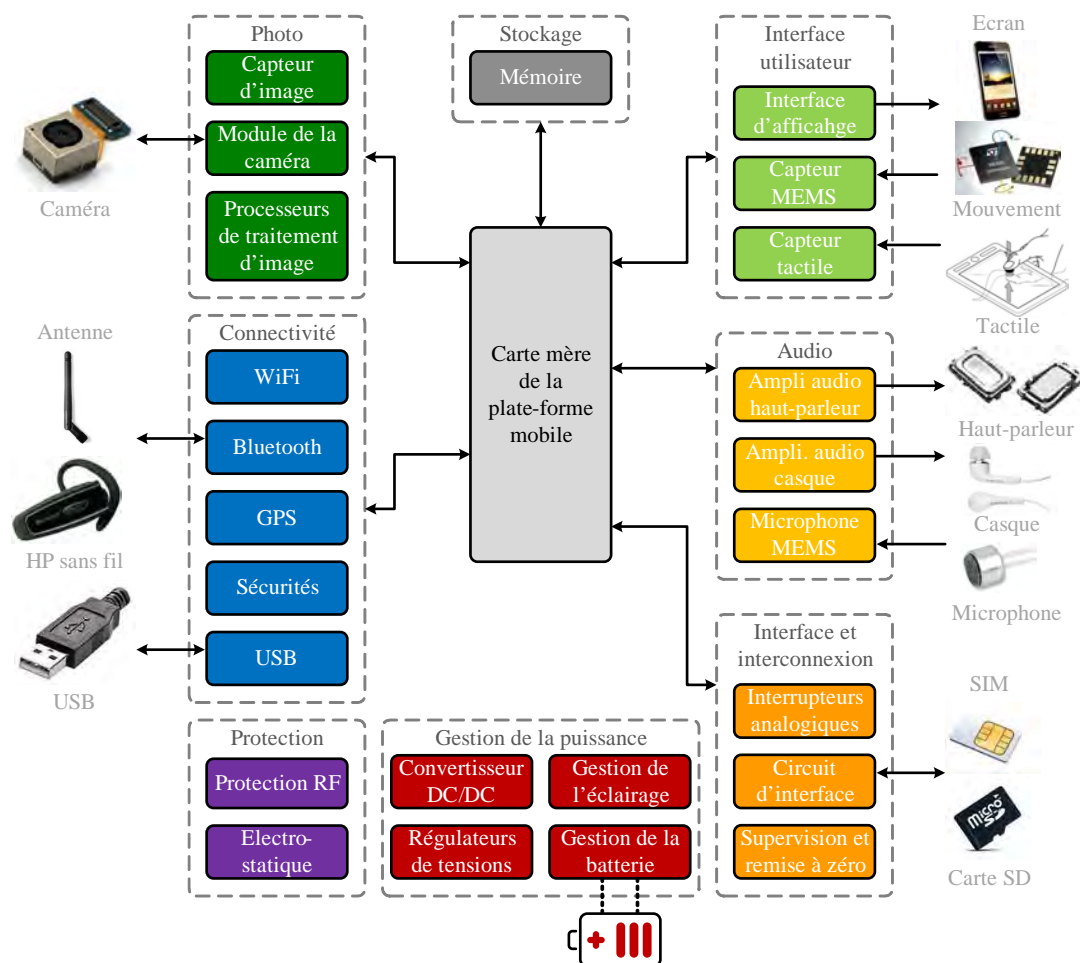 Photo
Capteur
d’image
Module de la
caméra
Processeurs
de traitement
d’image
Caméra
Stockage
Mémoire
Interface
utilisateur
Interface
d’afficahge
Capteur
MEMS
Capteur
tactile
Ecran
Mouvement
Tactile
Carte mère
de la
plate-forme
mobile
Antenne
HP sans fil
USB
Connectivité
WiFi
Bluetooth
GPS
Sécurités
USB
Audio
Ampli audio
haut-parleur
Ampli. audio
casque
Microphone
MEMS
Haut-parleur
Casque
Microphone
Interface et
interconnexion
Interrupteurs
analogiques
Circuit
d’interface
Supervision et
remise à zéro
SIM
micro
SD
Carte SD
Protection
Protection RF
Electro-
statique
Gestion de la puissance
Convertisseur
DC/DC
Gestion de
l’éclairage
Régulateurs
de tensions
Gestion de la
batterie
+